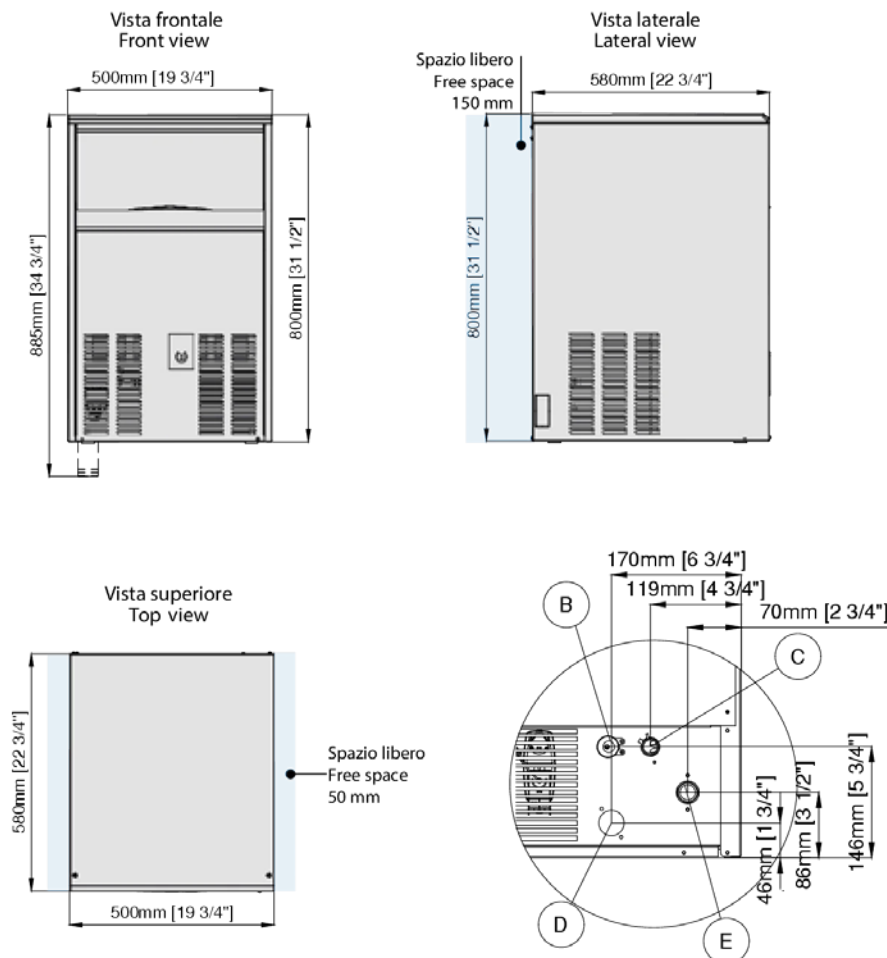 Vista frontale
Front view
500mm [19 3/4"]
885mm [34 3/4"]
800mm [31 1/2"]
Vista laterale
Lateral view
Spazio libero
Free space
150 mm
580mm [22 3/4"]
800mm [31 1/2"]
Vista superiore
Top view
580mm [22 3/4"]
500mm [19 3/4"]
Spazio libero
Free space
50 mm
170mm [6 3/4"]
119mm [4 3/4"]
70mm [2 3/4"]
B
C
D
E
46mm [1 3/4"]
86mm [3 1/2"]
146mm [5 3/4"]